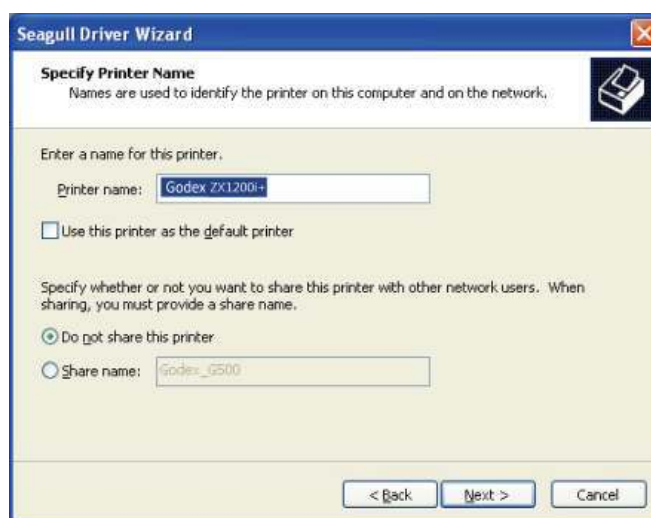 Seagull Driver Wizard
Specify Printer Name
Names are used to identify the printer on this computer and on the network.
Enter a name for this printer.
Printer name: Godex ZX1200i+
Use this printer as the default printer
Specify whether or not you want to share this printer with other network users. When
sharing, you must provide a share name.
Do not share this printer
Share name: Godex_G500
< Back Next > Cancel